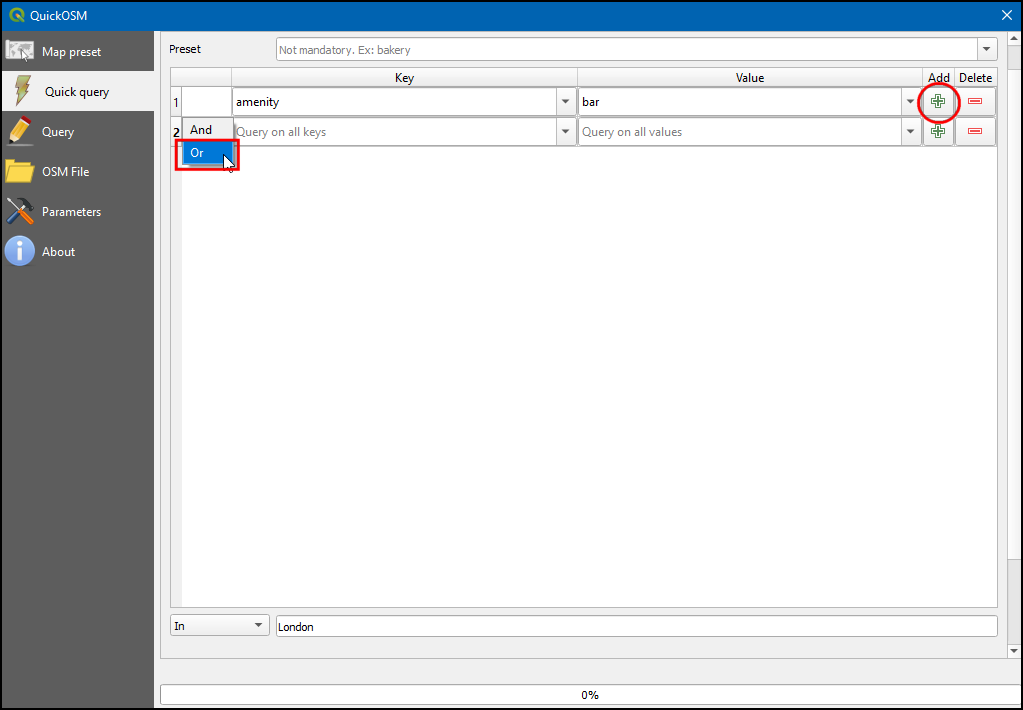 QuickOSM
Map preset
Quick query
Query
OSM File
Parameters
About
Preset
Not mandatory. Ex: bakery
Key Value Add Delete
1 amenity bar
2 And Query on all keys Query on all values
Or
In London
0%